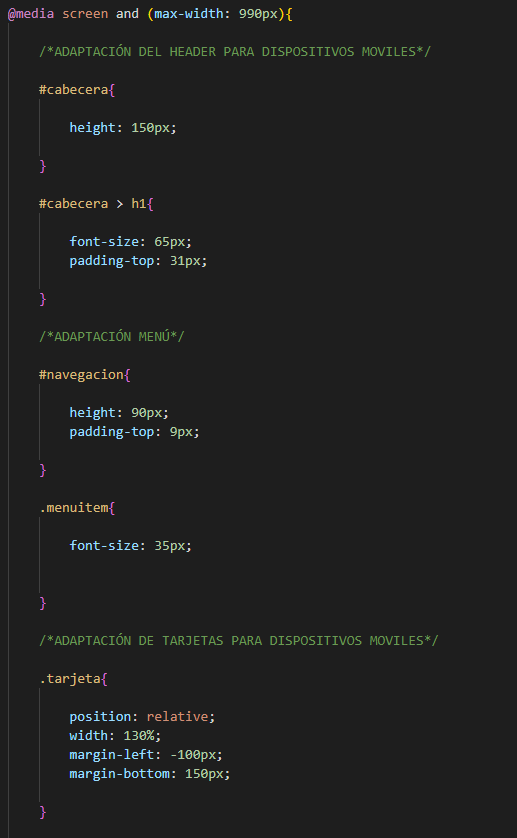 @media screen and (max-width: 990px){
/*ADAPTACIÓN DEL HEADER PARA DISPOSITIVOS MOVILES*/
#cabecera{
height: 150px;
}
#cabecera > h1{
font-size: 65px;
padding-top: 31px;
}
/*ADAPTACIÓN MENÚ*/
#navegacion{
height: 90px;
padding-top: 9px;
}
.menuitem{
font-size: 35px;
}
/*ADAPTACIÓN DE TARJETAS PARA DISPOSITIVOS MOVILES*/
.tarjeta{
position: relative;
width: 130%;
margin-left: -100px;
margin-bottom: 150px;
}